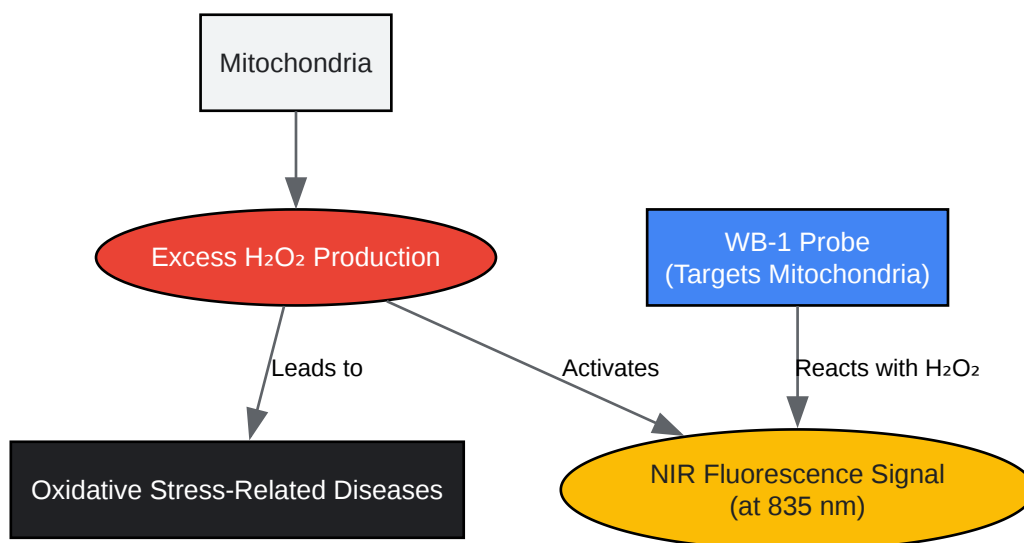 Mitochondria
Excess H₂O₂ Production
WB-1 Probe
(Targets Mitochondria)
Leads to
Activates
Reacts with H₂O₂
Oxidative Stress-Related Diseases
NIR Fluorescence Signal
(at 835 nm)